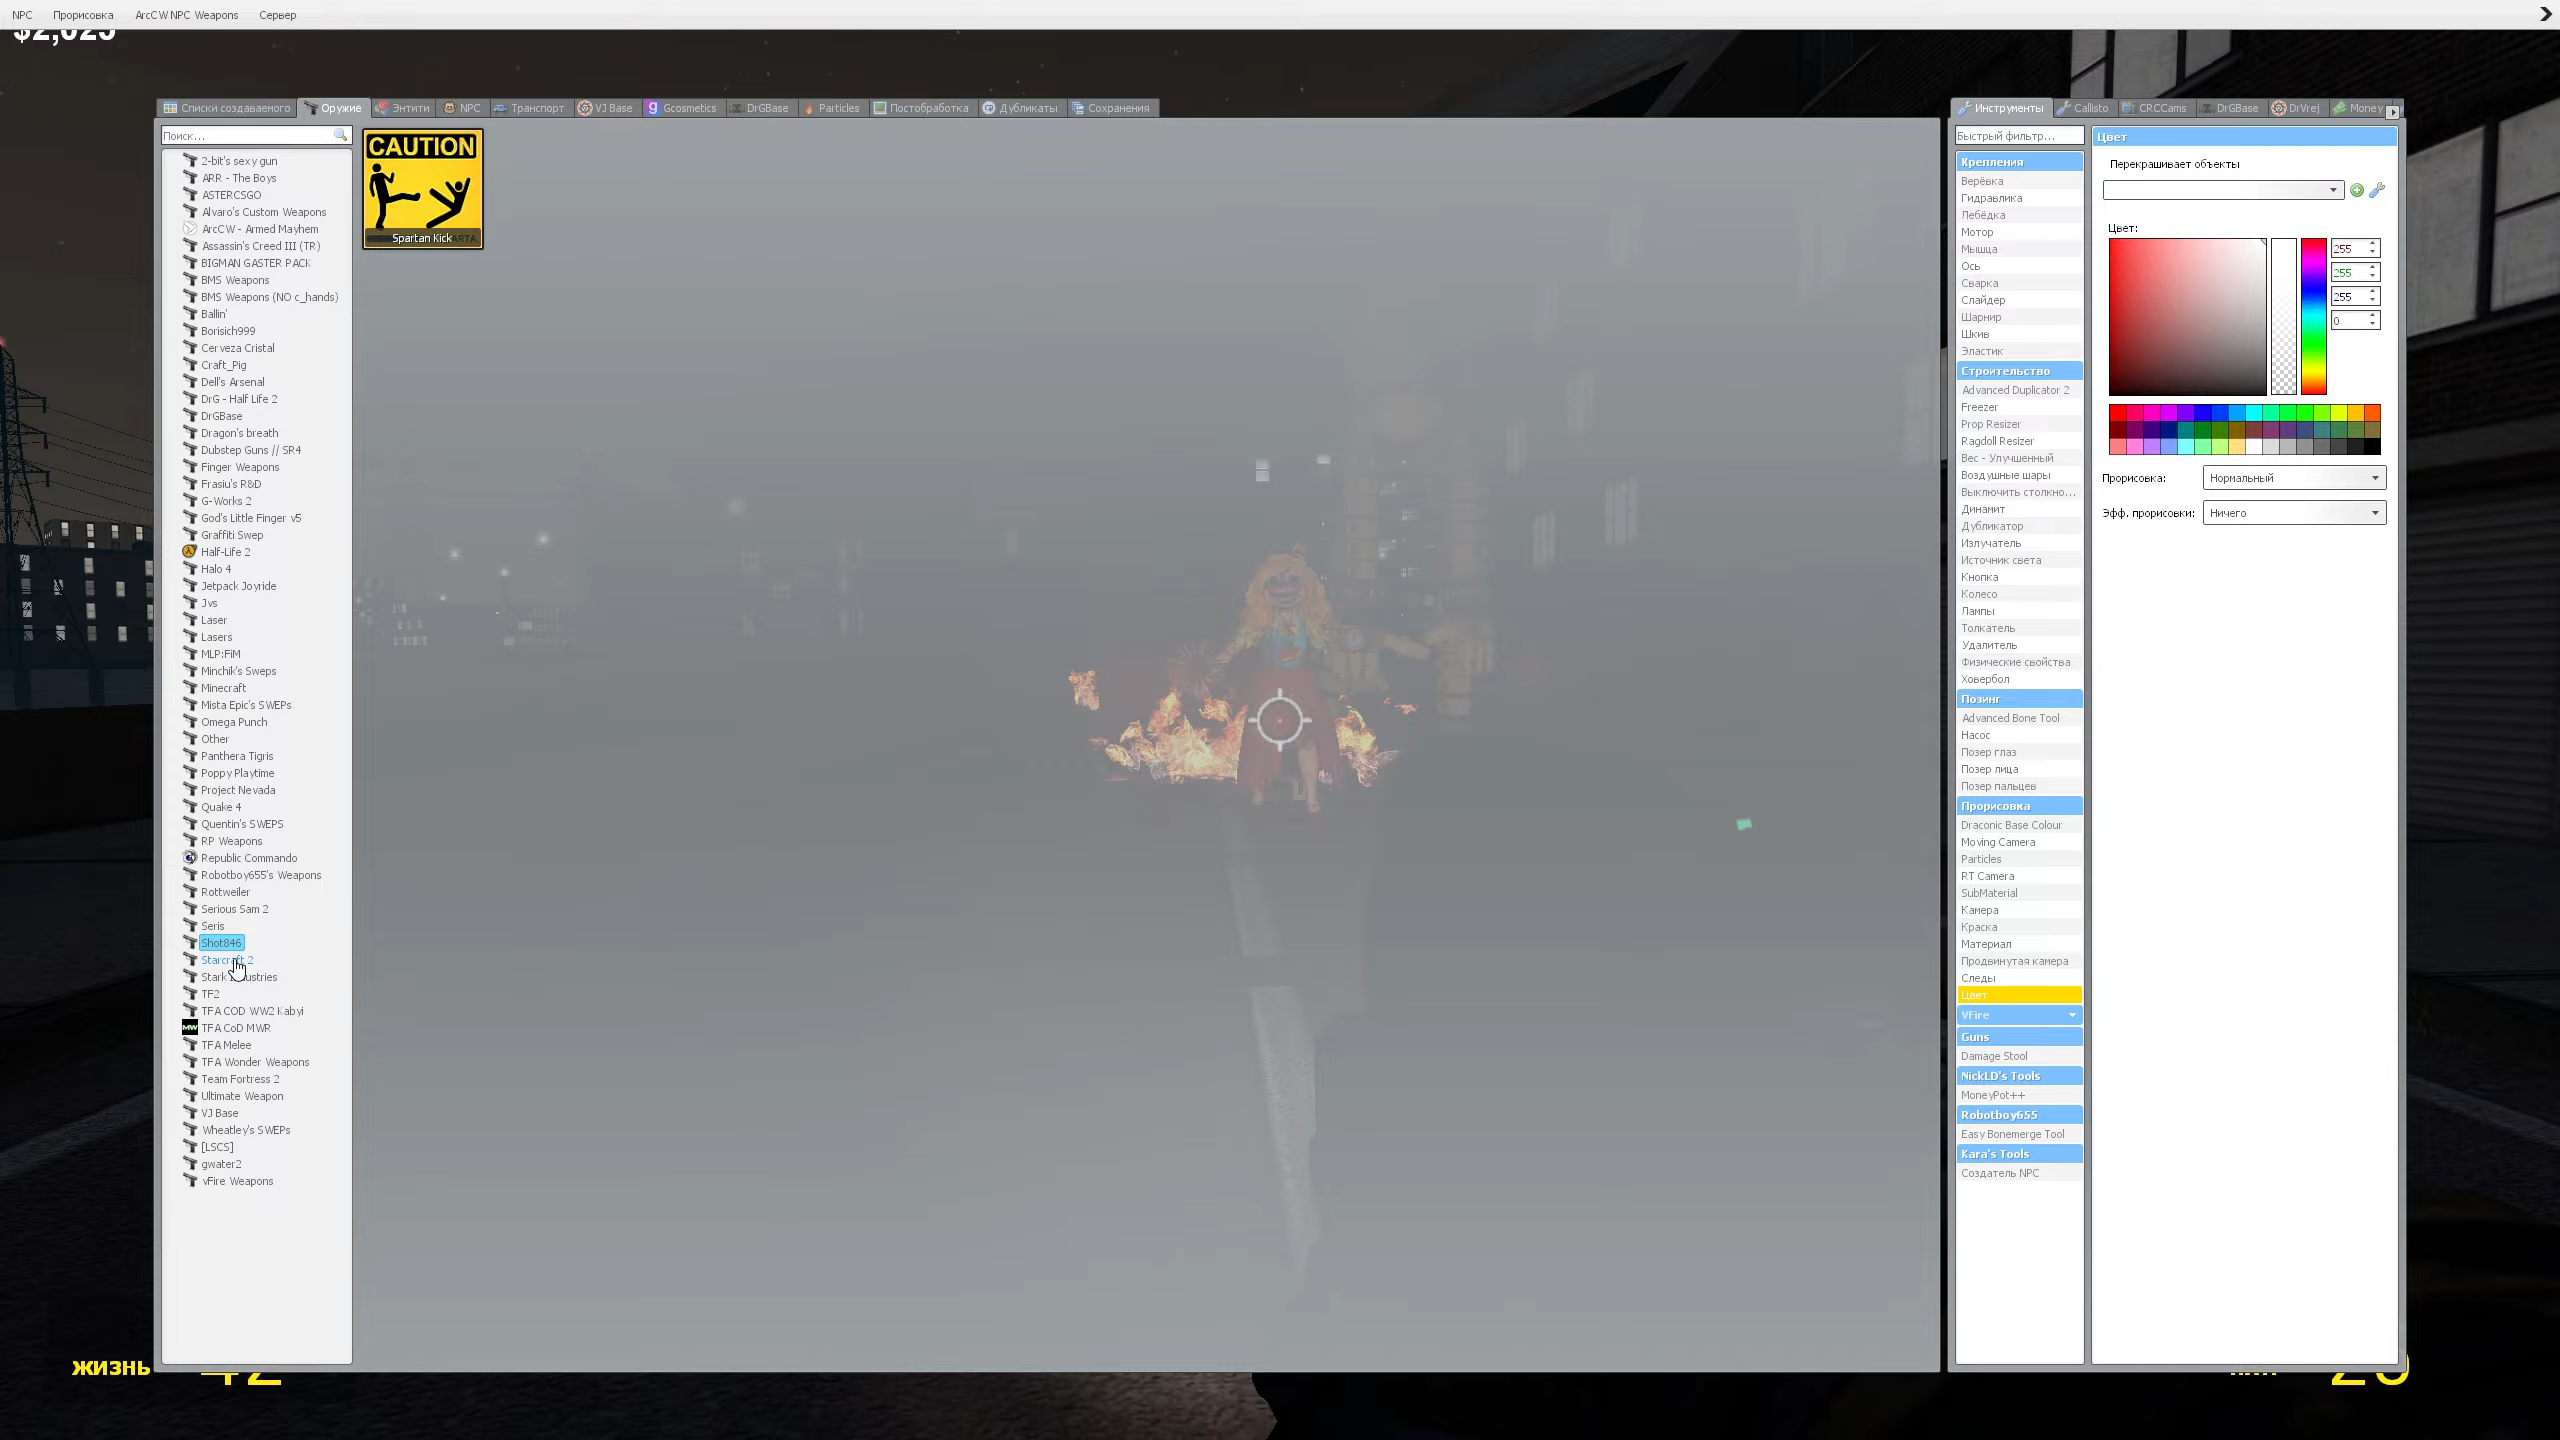 NPC Прорисовка ArcCW NPC Weapons Сервер
$2,025
Списки создаваемого Оружие Энтити NPC Транспорт VJ Base Gcosmetics DrGBase Particles Постобработка Дубликаты Сохранения
Поиск...
2-bit's sexy gun
ARR - The Boys
ASTERCSGO
Alvaro's Custom Weapons
ArcCW - Armed Mayhem
Assassin's Creed III (TR)
BIGMAN GASTER PACK
BMS Weapons
BMS Weapons (NO c_hands)
Ballin'
Borisich999
Cerveza Cristal
Craft_Pig
Dell's Arsenal
DrG - Half Life 2
DrGBase
Dragon's breath
Dubstep Guns // SR4
Finger Weapons
Frasiu's R&D
G-Works 2
God's Little Finger v5
Graffiti Swep
Half-Life 2
Halo 4
Jetpack Joyride
Jvs
Laser
Lasers
MLP:FiM
Minchik's Sweps
Minecraft
Mista Epic's SWEPs
Omega Punch
Other
Panthera Tigris
Poppy Playtime
Project Nevada
Quake 4
Quentin's SWEPS
RP Weapons
Republic Commando
Robotboy655's Weapons
Rottweiler
Serious Sam 2
Seris
Shot846
Starcraft 2
Stark Industries
TF2
TFA COD WW2 Kabyi
MW TFA CoD MWR
TFA Melee
TFA Wonder Weapons
Team Fortress 2
Ultimate Weapon
VJ Base
Wheatley's SWEPs
[LSCS]
gwater2
vFire Weapons
CAUTION
Spartan Kick
Инструменты Callisto CRCCams DrGBase DrVrej Money
Быстрый фильтр...
Крепления
Верёвка
Гидравлика
Лебёдка
Мотор
Мышца
Ось
Сварка
Слайдер
Шарнир
Шкив
Эластик
Строительство
Advanced Duplicator 2
Freezer
Prop Resizer
Ragdoll Resizer
Вес - Улучшенный
Воздушные шары
Выключить столкно...
Динамит
Дубликатор
Излучатель
Источник света
Кнопка
Колесо
Лампы
Толкатель
Удалитель
Физические свойства
Ховербол
Позинг
Advanced Bone Tool
Насос
Позер глаз
Позер лица
Позер пальцев
Прорисовка
Draconic Base Colour
Moving Camera
Particles
RT Camera
SubMaterial
Камера
Краска
Материал
Продвинутая камера
Следы
Цвет
VFire
Guns
Damage Stool
NickLD's Tools
MoneyPot++
Robotboy655
Easy Bonemerge Tool
Kara's Tools
Создатель NPC
Цвет
Перекрашивает объекты
Цвет:
255
255
255
0
Прорисовка: Нормальный
Эфф. прорисовки: Ничего
ЖИЗНЬ